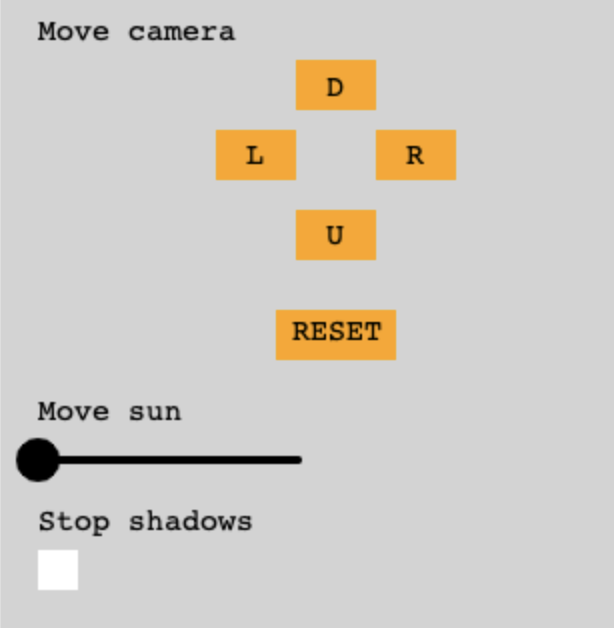 Move camera
D
L R
U
RESET
Move sun
Stop shadows